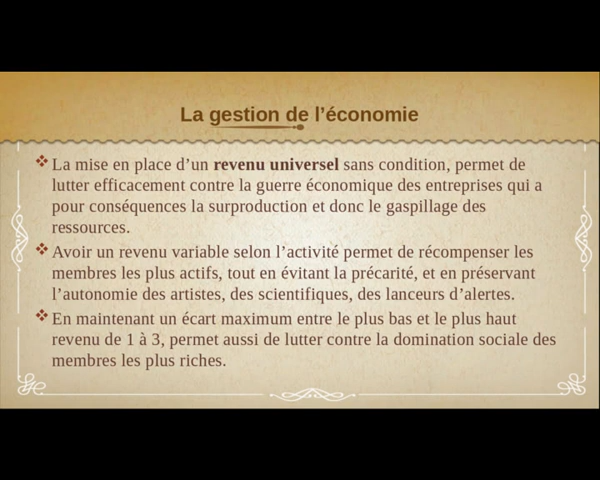 La gestion de l’économie
La mise en place d’un revenu universel sans condition, permet de
lutter efficacement contre la guerre économique des entreprises qui a
pour conséquences la surproduction et donc le gaspillage des
ressources.
Avoir un revenu variable selon l’activité permet de récompenser les
membres les plus actifs, tout en évitant la précarité, et en préservant
l’autonomie des artistes, des scientifiques, des lanceurs d’alertes.
En maintenant un écart maximum entre le plus bas et le plus haut
revenu de 1 à 3, permet aussi de lutter contre la domination sociale des
membres les plus riches.